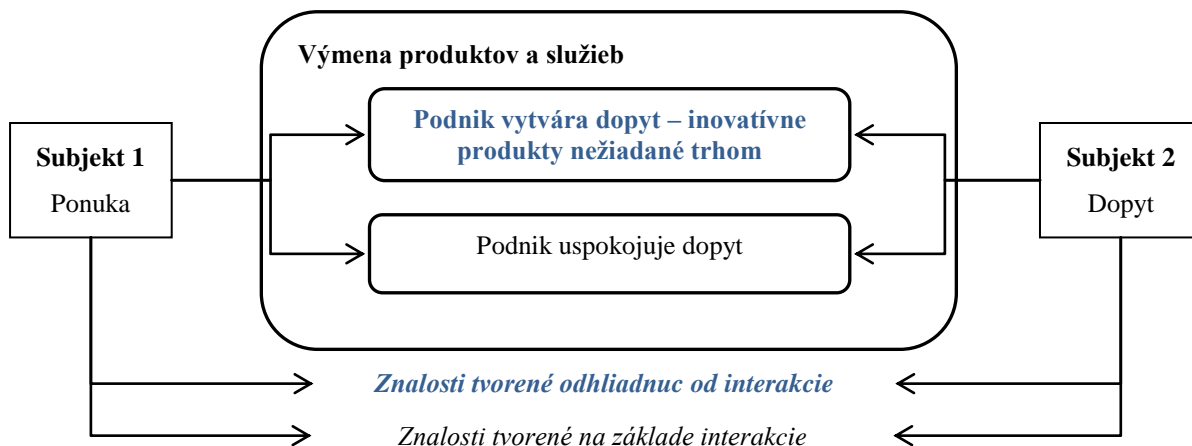 Výmena produktov a služieb
Podnik vytvára dopyt – inovatívne
produkty nežiadané trhom
Subjekt 1
Ponuka
Subjekt 2
Dopyt
Podnik uspokojuje dopyt
Znalosti tvorené odhliadnuc od interakcie
Znalosti tvorené na základe interakcie